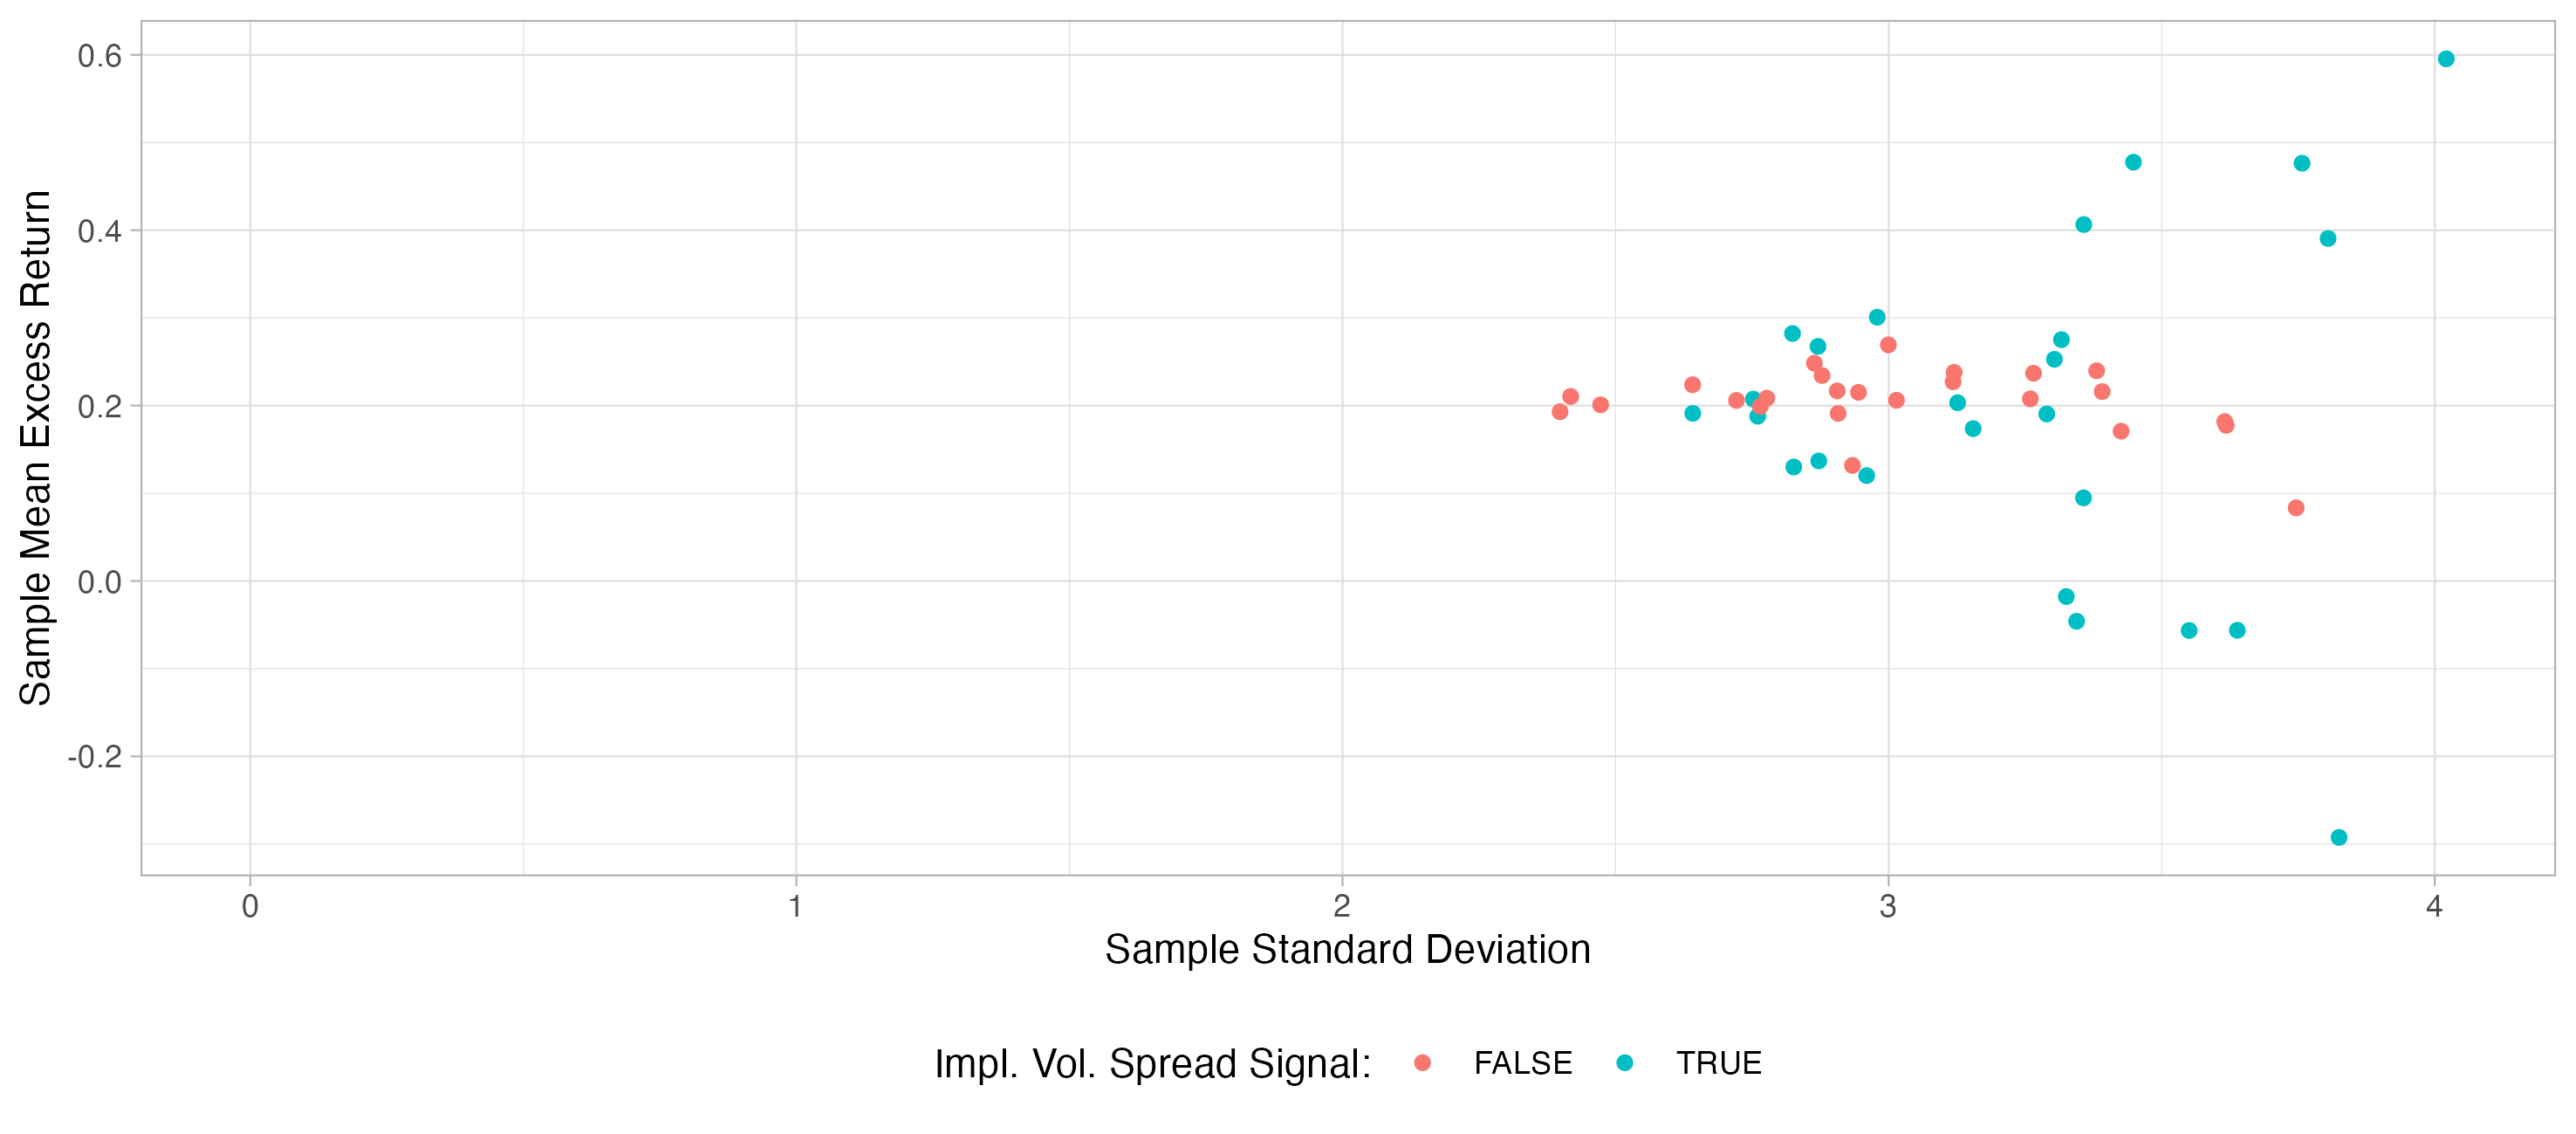 0.6
0.4
0.2
0.0
-0.2
Sample Mean Excess Return
0 1 2 3 4
Sample Standard Deviation
Impl. Vol. Spread Signal: FALSE TRUE